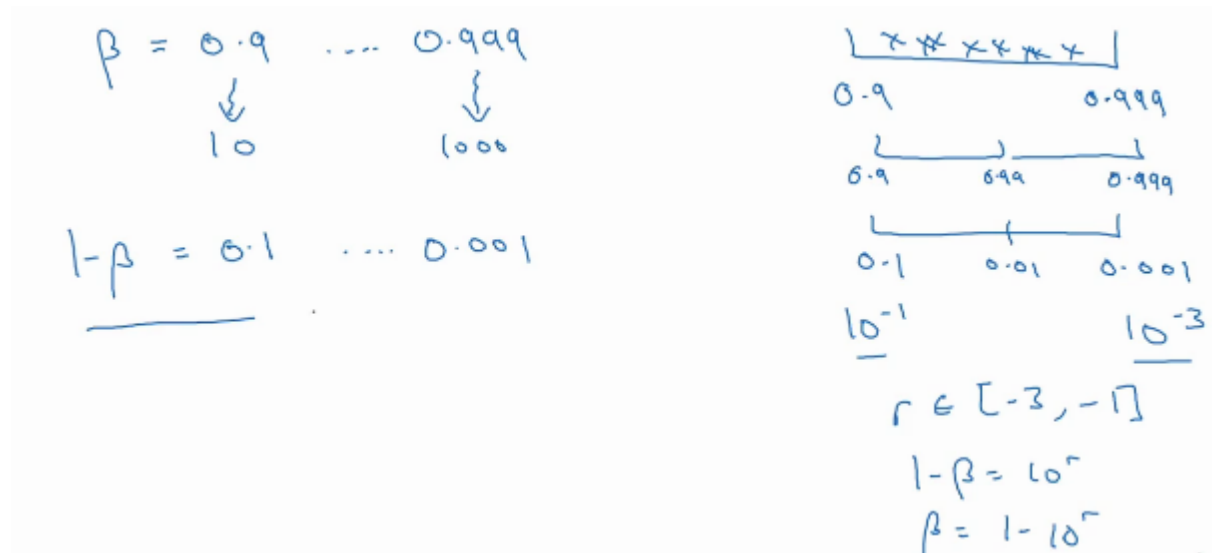 β = 0.9 .... 0.999
10 1000
1-β = 0.1 .... 0.001
0.9 0.999
0.9 0.99 0.999
0.1 0.01 0.001
10⁻¹ 10⁻³
r ∈ [-3, -1]
1-β = 10ʳ
β = 1-10ʳ